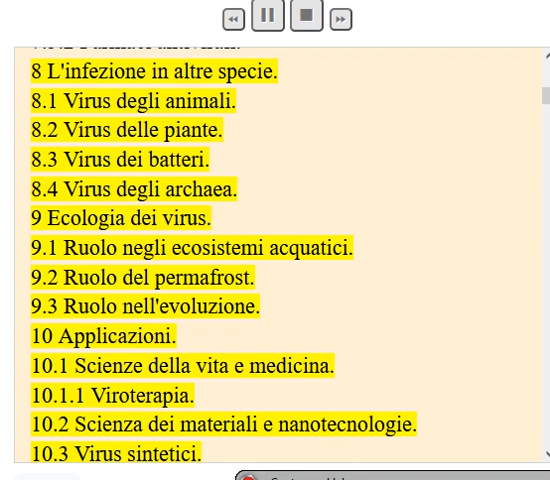 8 L'infezione in altre specie.
8.1 Virus degli animali.
8.2 Virus delle piante.
8.3 Virus dei batteri.
8.4 Virus degli archaea.
9 Ecologia dei virus.
9.1 Ruolo negli ecosistemi acquatici.
9.2 Ruolo del permafrost.
9.3 Ruolo nell'evoluzione.
10 Applicazioni.
10.1 Scienze della vita e medicina.
10.1.1 Viroterapia.
10.2 Scienza dei materiali e nanotecnologie.
10.3 Virus sintetici.